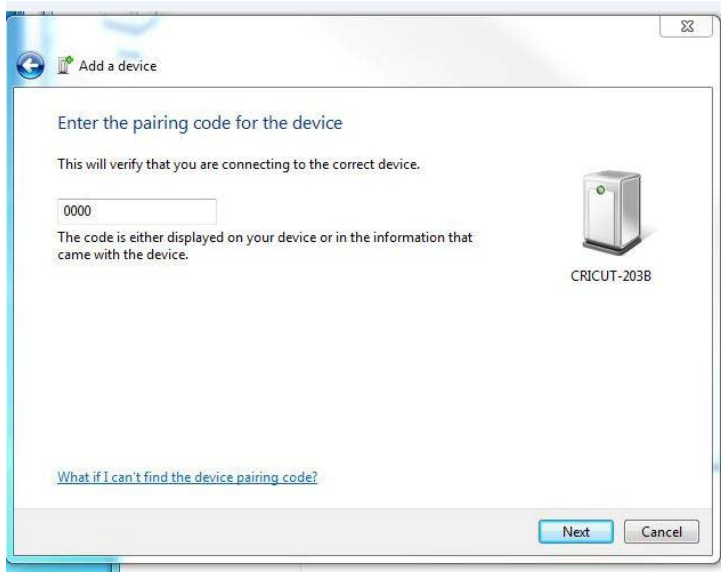 Add a device
Enter the pairing code for the device
This will verify that you are connecting to the correct device.
0000
The code is either displayed on your device or in the information that
came with the device.
CRICUT-203B
What if I can't find the device pairing code?
Next
Cancel